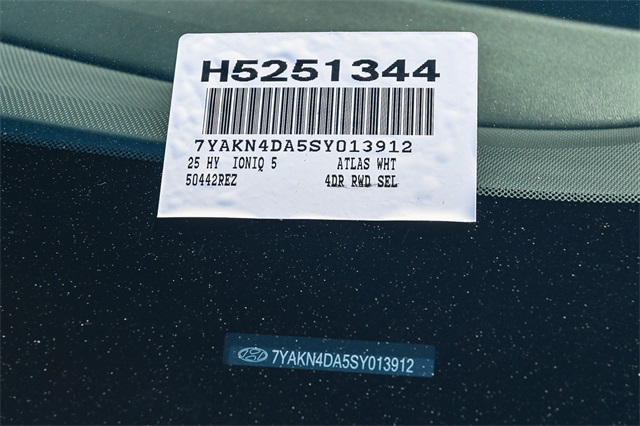 H5251344
7YAKN4DA5SY013912
25 HY IONIQ 5 ATLAS WHT
50442REZ 4DR RWD SEL
7YAKN4DA5SY013912